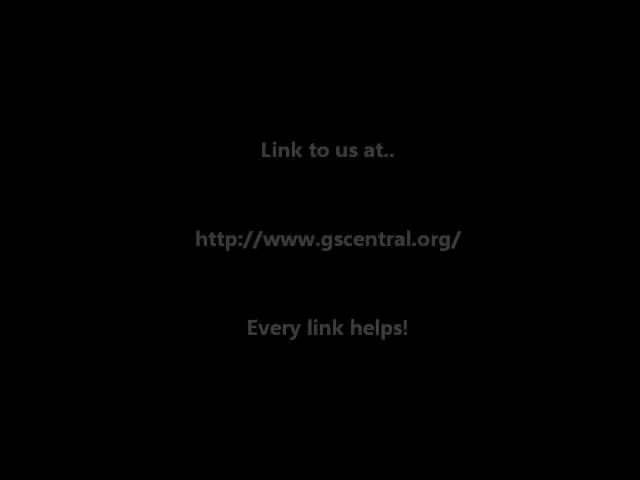 Link to us at..
http://www.gscentral.org/
Every link helps!